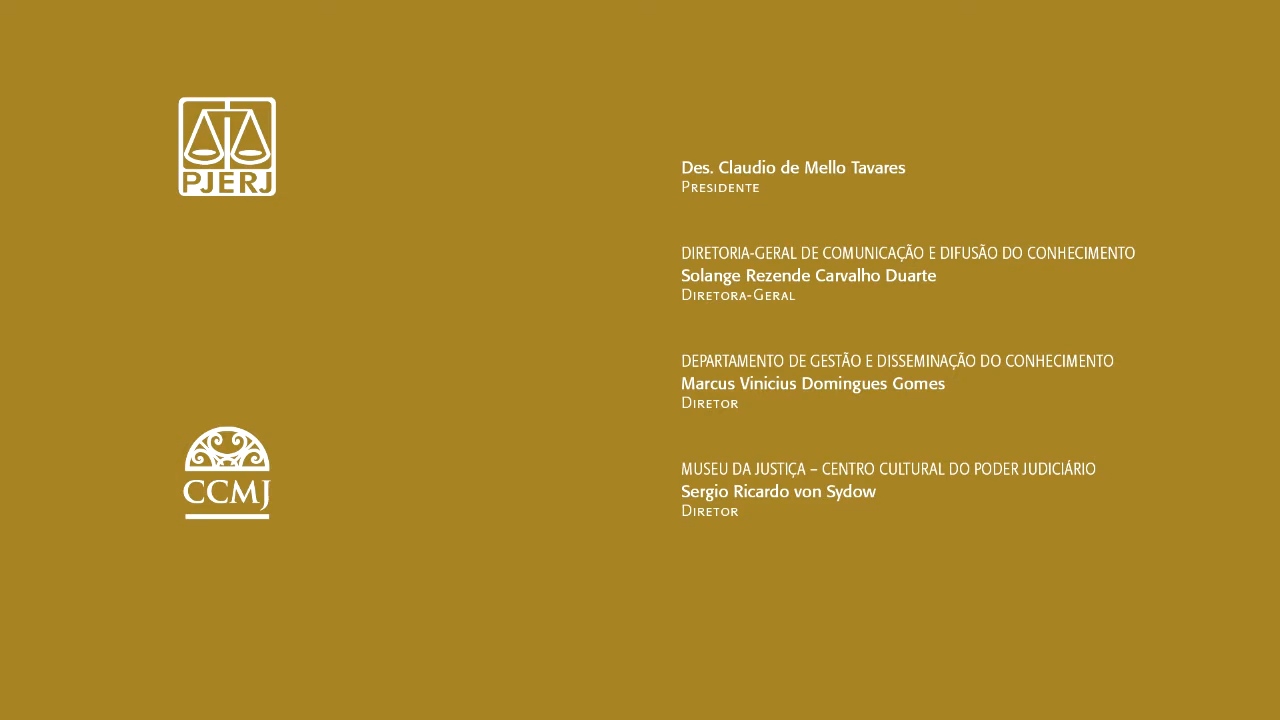 PJERJ
Des. Claudio de Mello Tavares
Presidente
DIRETORIA-GERAL DE COMUNICAÇÃO E DIFUSÃO DO CONHECIMENTO
Solange Rezende Carvalho Duarte
Diretora-Geral
DEPARTAMENTO DE GESTÃO E DISSEMINAÇÃO DO CONHECIMENTO
Marcus Vinicius Domingues Gomes
Diretor
CCMJ
MUSEU DA JUSTIÇA – CENTRO CULTURAL DO PODER JUDICIÁRIO
Sergio Ricardo von Sydow
Diretor